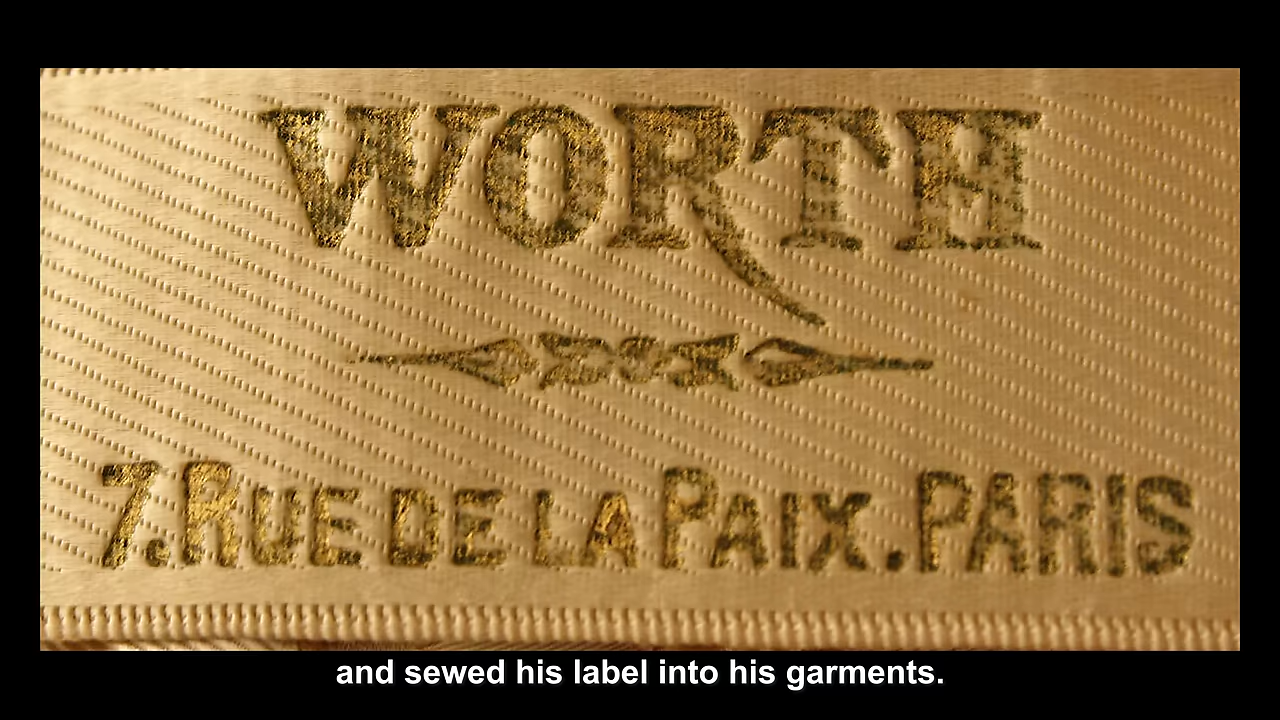 WORTH
7. RUE DE LA PAIX. PARIS
and sewed his label into his garments.